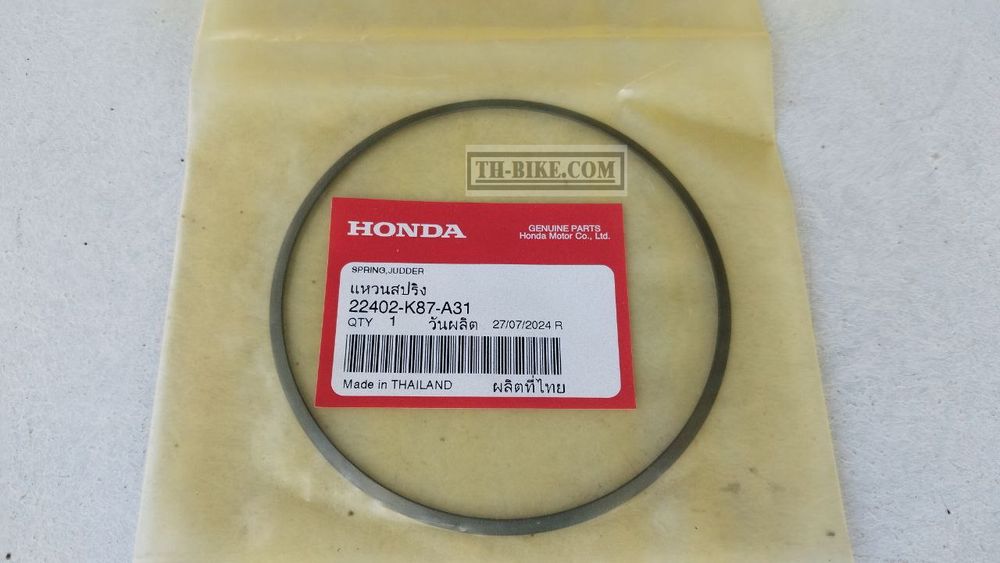 TH-BIKE.COM
HONDA
GENUINE PARTS
Honda Motor Co., Ltd.
SPRING,JUDDER
แหวนสปริง
22402-K87-A31
QTY 1 วันผลิต 27/07/2024 R
Made in THAILAND ผลิตที่ไทย